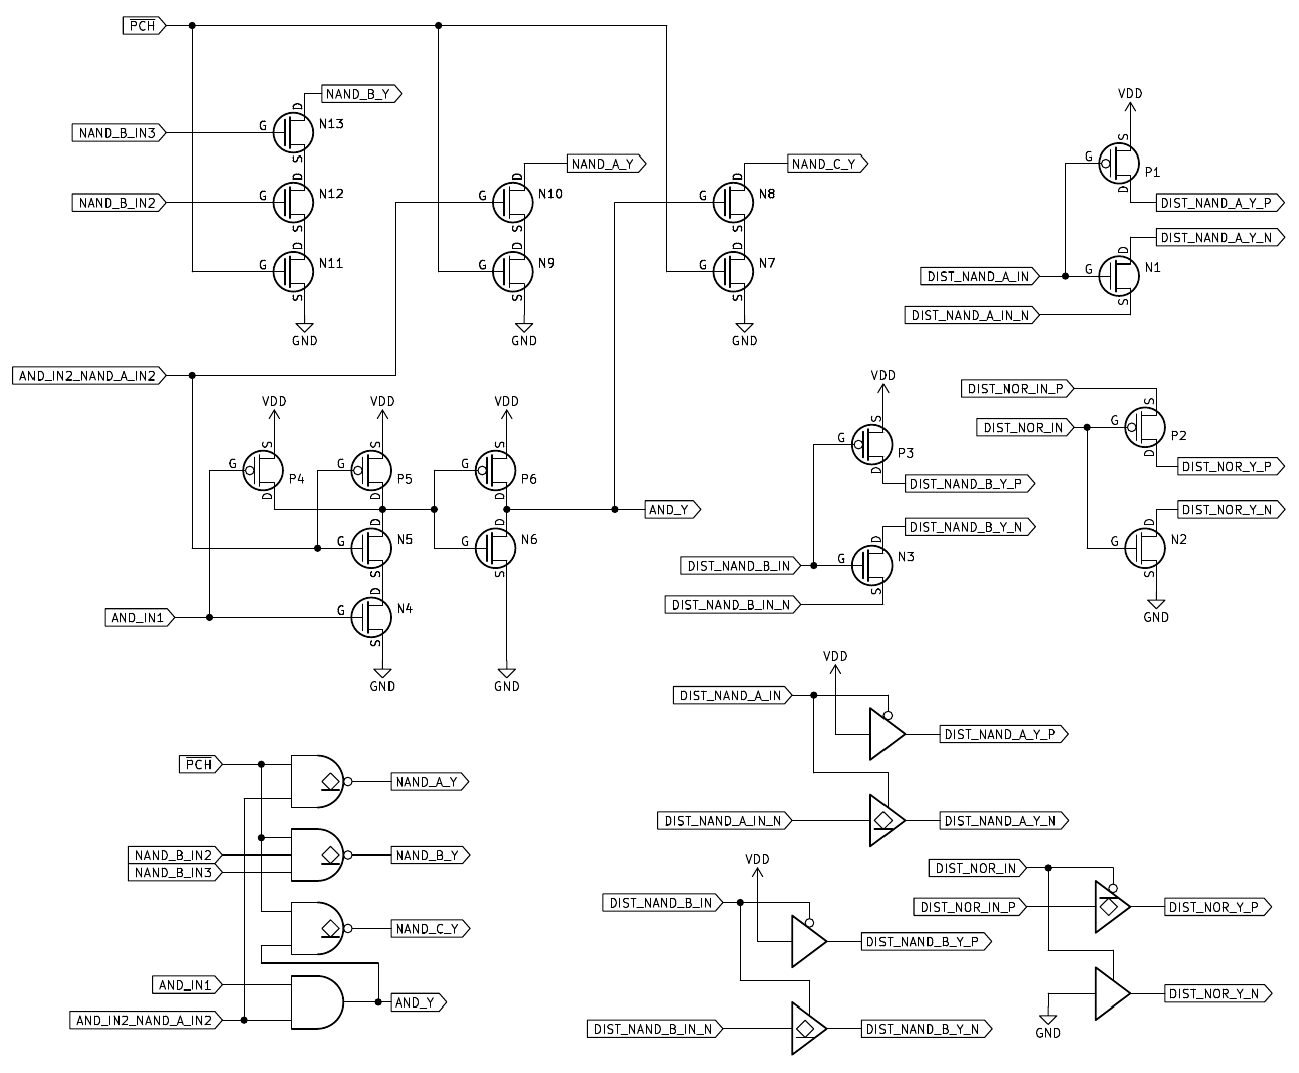 PCH
NAND_B_Y
D
G
N13
S
NAND_B_IN3
D
G
N12
S
NAND_B_IN2
D
G
N11
S
GND
NAND_A_Y
D
G
N10
S
D
G
N9
S
GND
NAND_C_Y
D
G
N8
S
D
G
N7
S
GND
VDD
S
G
P1
D
DIST_NAND_A_Y_P
DIST_NAND_A_Y_N
D
G
N1
S
DIST_NAND_A_IN
DIST_NAND_A_IN_N
AND_IN2_NAND_A_IN2
VDD
S
G
P4
D
VDD
S
G
P5
D
VDD
S
G
P6
D
AND_Y
D
G
N5
S
D
G
N6
S
D
G
N4
S
AND_IN1
GND
GND
VDD
S
G
P3
D
DIST_NAND_B_Y_P
DIST_NAND_B_Y_N
D
G
N3
S
DIST_NAND_B_IN
DIST_NAND_B_IN_N
DIST_NOR_IN_P
S
DIST_NOR_IN
G
P2
D
DIST_NOR_Y_P
DIST_NOR_Y_N
D
G
N2
S
GND
PCH
NAND_A_Y
NAND_B_IN2
NAND_B_IN3
NAND_B_Y
NAND_C_Y
AND_IN1
AND_IN2_NAND_A_IN2
AND_Y
VDD
DIST_NAND_A_IN
DIST_NAND_A_Y_P
DIST_NAND_A_IN_N
DIST_NAND_A_Y_N
VDD
DIST_NAND_B_IN
DIST_NAND_B_Y_P
DIST_NAND_B_IN_N
DIST_NAND_B_Y_N
DIST_NOR_IN
DIST_NOR_IN_P
DIST_NOR_Y_P
DIST_NOR_Y_N
GND